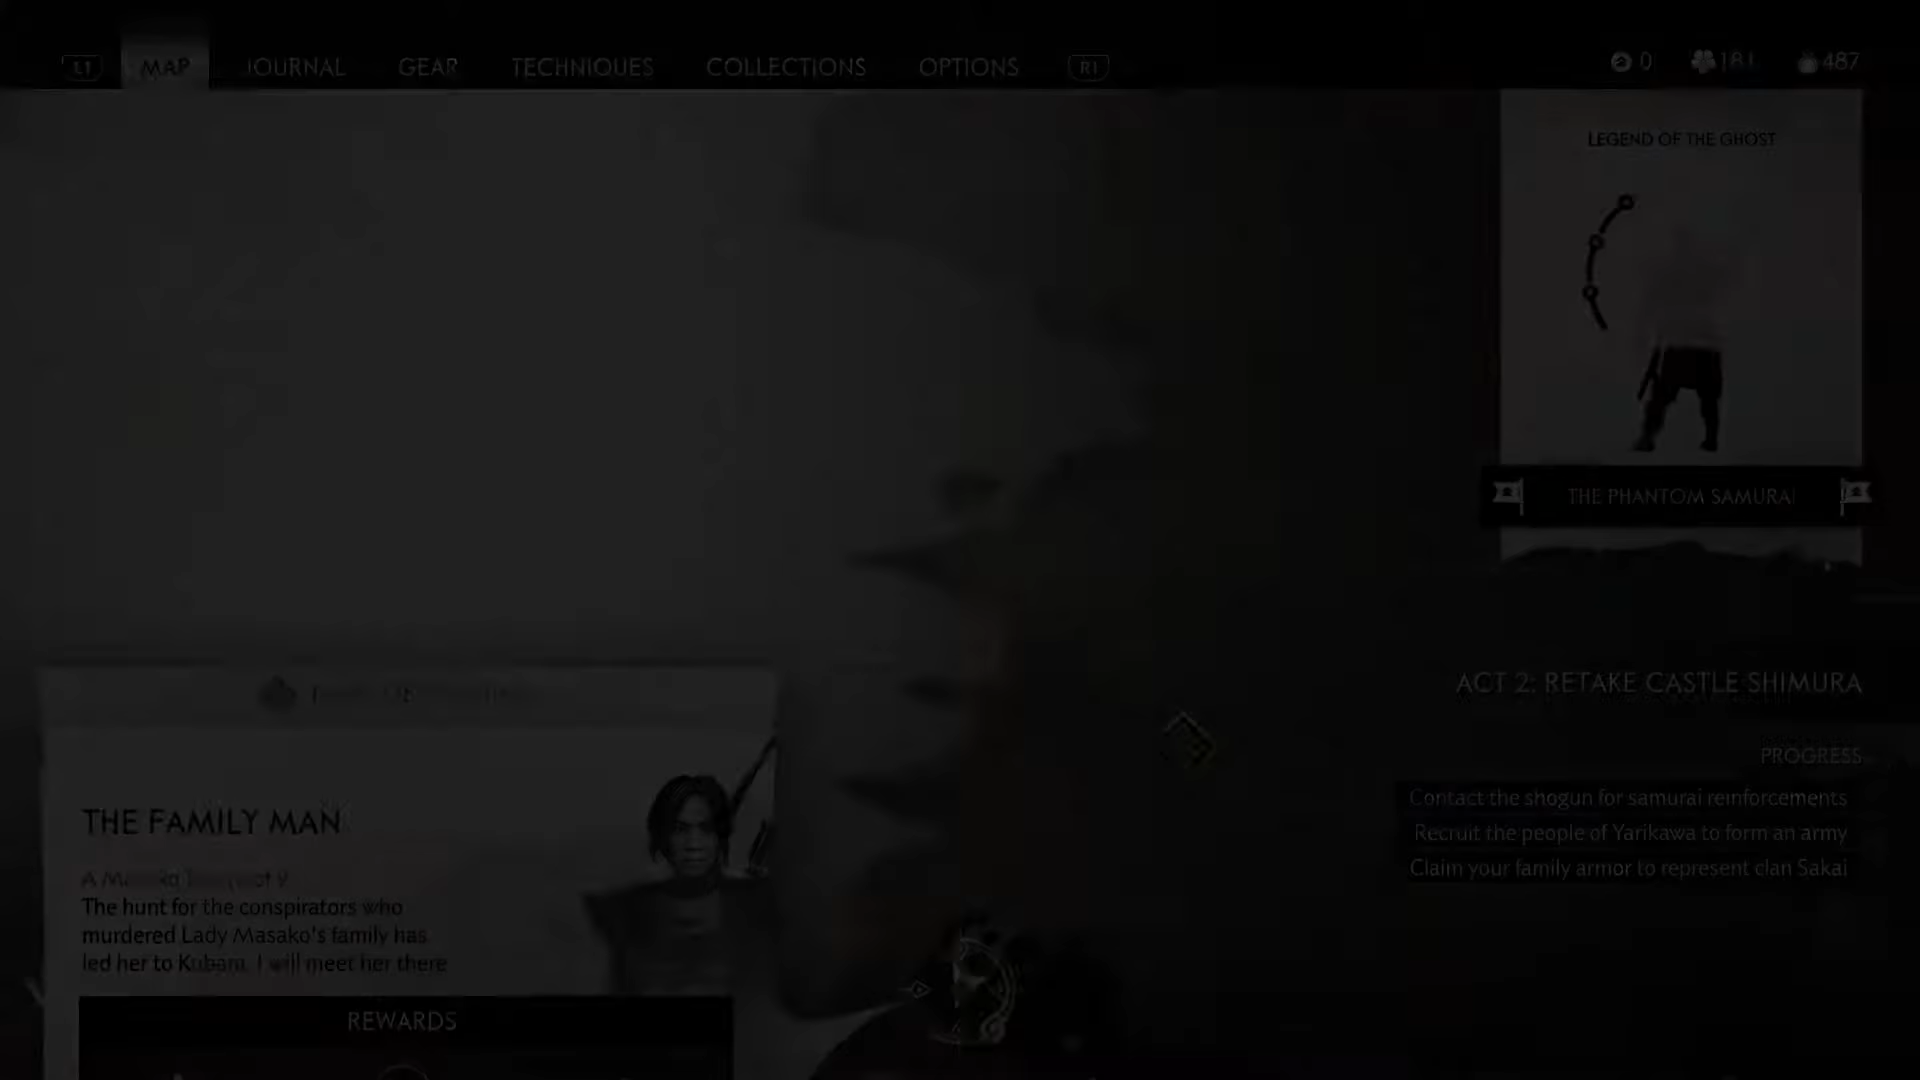 L1 MAP JOURNAL GEAR TECHNIQUES COLLECTIONS OPTIONS R1 0 181 487
LEGEND OF THE GHOST
THE PHANTOM SAMURAI
ACT 2: RETAKE CASTLE SHIMURA
PROGRESS
Contact the shogun for samurai reinforcements
Recruit the people of Yarikawa to form an army
Claim your family armor to represent clan Sakai
THE FAMILY MAN
A Masako
The hunt for the conspirators who
murdered Lady Masako's family has
led her to Kubara. I will meet her there
REWARDS